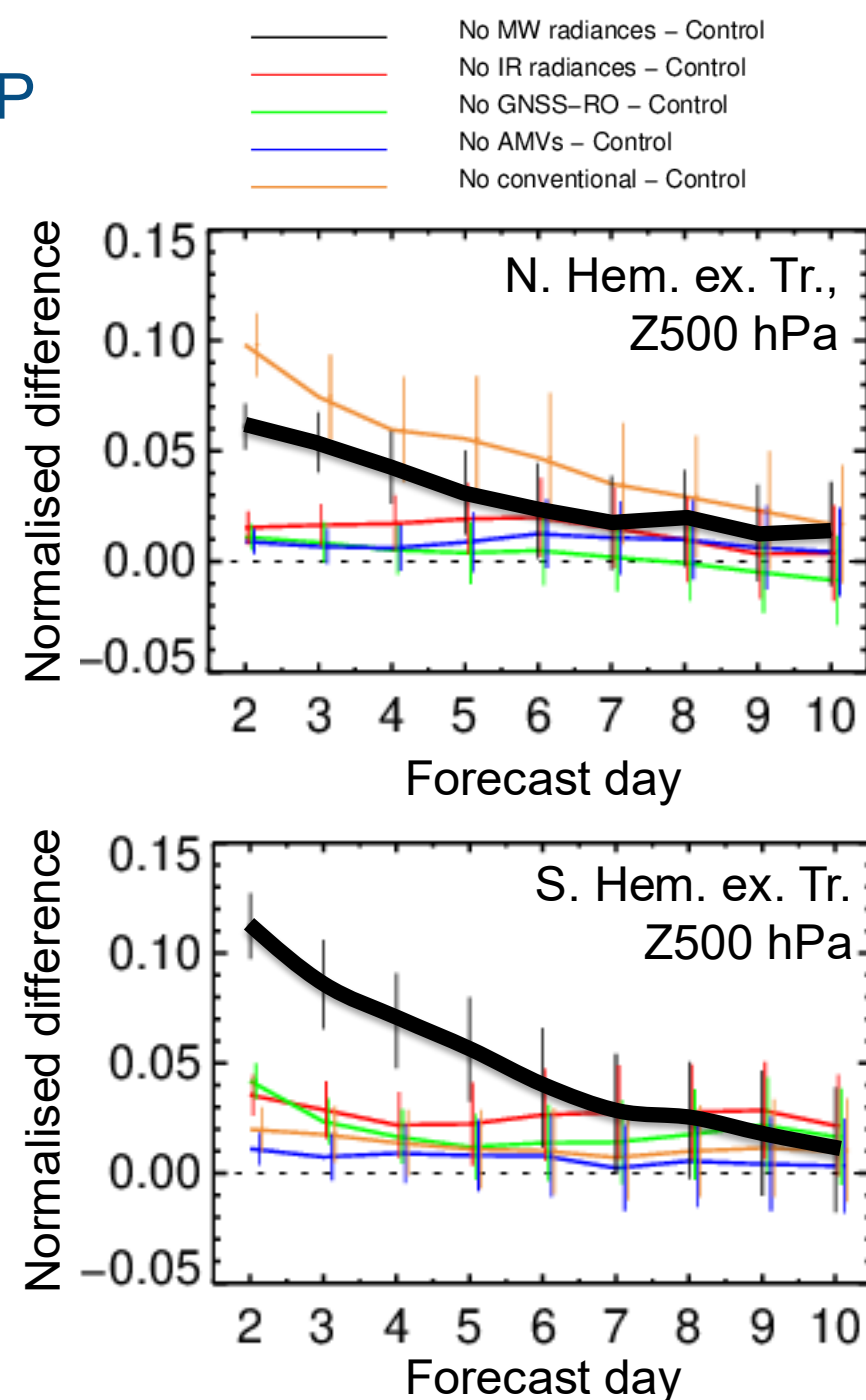 P
No MW radiances − Control
No IR radiances − Control
No GNSS−RO − Control
No AMVs − Control
No conventional − Control
Normalised difference
0.15
0.10
0.05
0.00
−0.05
N. Hem. ex. Tr.,
Z500 hPa
2 3 4 5 6 7 8 9 10
Forecast day
Normalised difference
0.15
0.10
0.05
0.00
−0.05
S. Hem. ex. Tr.
Z500 hPa
2 3 4 5 6 7 8 9 10
Forecast day